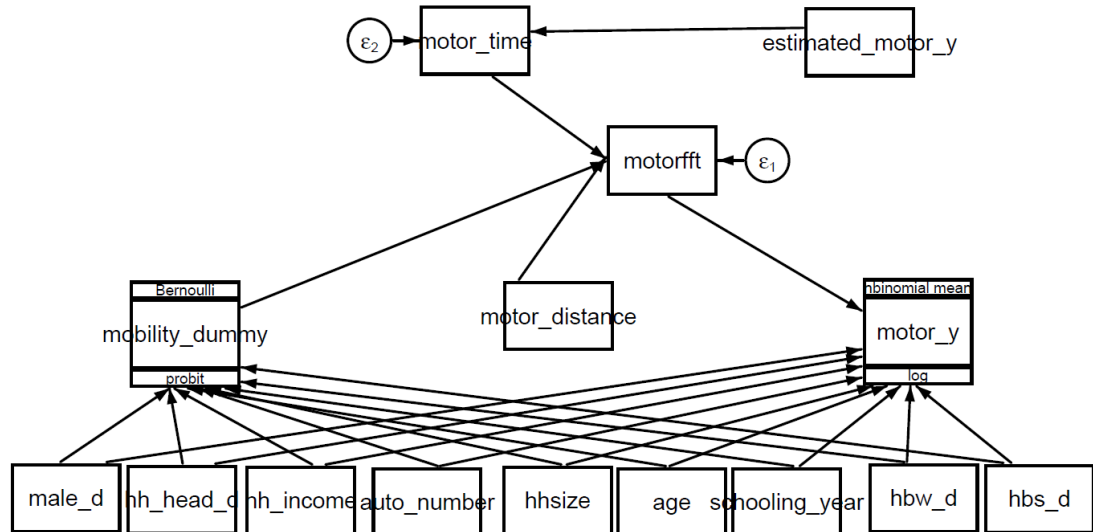 ε2
motor_time
estimated_motor_y
motorfft
ε1
Bernoulli
mobility_dummy
probit
motor_distance
nbinomial mean
motor_y
log
male_d
hh_head_d
hh_income
auto_number
hhsize
age
schooling_year
hbw_d
hbs_d